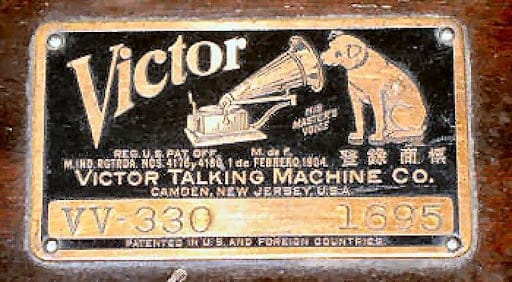 Victor
HIS
MASTER'S
VOICE
REG. U.S. PAT. OFF. M. de F.
M. IND. RGTRDA. NOS. 4176 y 4180, 1 de FEBRERO, 1904. 登錄商標
VICTOR TALKING MACHINE CO.
CAMDEN, NEW JERSEY, U.S.A.
VV-330 1695
PATENTED IN U.S. AND FOREIGN COUNTRIES.